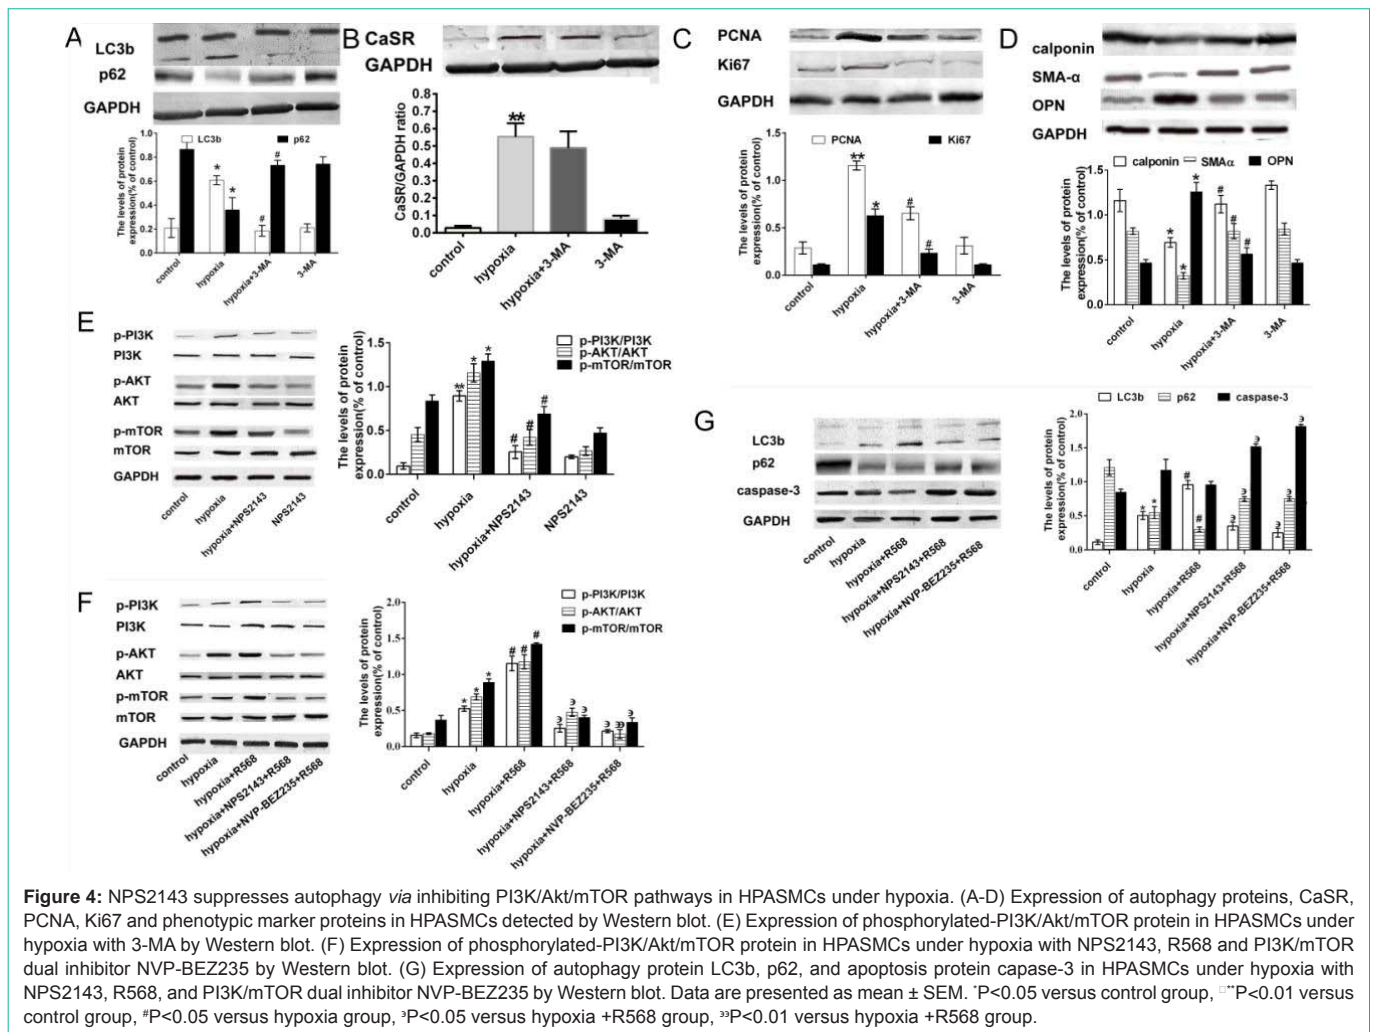 A
LC3b
p62
GAPDH
LC3b p62
The levels of protein
expression(% of control)
1.0
0.8
0.6
0.4
0.2
0.0
* * # #
control
hypoxia
hypoxia+3-MA
3-MA
B
CaSR
GAPDH
CaSR/GAPDH ratio
0.8
0.7
0.6
0.5
0.4
0.3
0.2
0.1
0.0
**
control
hypoxia
hypoxia+3-MA
3-MA
C
PCNA
Ki67
GAPDH
PCNA Ki67
The levels of protein
expression(% of control)
1.5
1.0
0.5
0.0
** * # #
control
hypoxia
hypoxia+3-MA
3-MA
D
calponin
SMA-α
OPN
GAPDH
calponin SMAα OPN
The levels of protein
expression(% of control)
1.5
1.0
0.5
0.0
* * * # # #
control
hypoxia
hypoxia+3-MA
3-MA
E
p-PI3K
PI3K
p-AKT
AKT
p-mTOR
mTOR
GAPDH
control
hypoxia
hypoxia+NPS2143
NPS2143
The levels of protein
expression(% of control)
1.5
1.0
0.5
0.0
p-PI3K/PI3K
p-AKT/AKT
p-mTOR/mTOR
** * * # # #
control
hypoxia
hypoxia+NPS2143
NPS2143
F
p-PI3K
PI3K
p-AKT
AKT
p-mTOR
mTOR
GAPDH
control
hypoxia
hypoxia+R568
hypoxia+NPS2143+R568
hypoxia+NVP-BEZ235+R568
The levels of protein
expression(% of control)
2.0
1.5
1.0
0.5
0.0
p-PI3K/PI3K
p-AKT/AKT
p-mTOR/mTOR
* * * # # # э э э э ээ э
control
hypoxia
hypoxia+R568
hypoxia+NPS2143+R568
hypoxia+NVP-BEZ235+R568
G
LC3b
p62
caspase-3
GAPDH
control
hypoxia
hypoxia+R568
hypoxia+NPS2143+R568
hypoxia+NVP-BEZ235+R568
LC3b p62 caspase-3
The levels of protein
expression(% of control)
2.0
1.5
1.0
0.5
0.0
* * # # э э э э э э
control
hypoxia
hypoxia+R568
hypoxia+NPS2143+R568
hypoxia+NVP-BEZ235+R568
Figure 4: NPS2143 suppresses autophagy via inhibiting PI3K/Akt/mTOR pathways in HPASMCs under hypoxia. (A-D) Expression of autophagy proteins, CaSR,
PCNA, Ki67 and phenotypic marker proteins in HPASMCs detected by Western blot. (E) Expression of phosphorylated-PI3K/Akt/mTOR protein in HPASMCs under
hypoxia with 3-MA by Western blot. (F) Expression of phosphorylated-PI3K/Akt/mTOR protein in HPASMCs under hypoxia with NPS2143, R568 and PI3K/mTOR
dual inhibitor NVP-BEZ235 by Western blot. (G) Expression of autophagy protein LC3b, p62, and apoptosis protein capase-3 in HPASMCs under hypoxia with
NPS2143, R568, and PI3K/mTOR dual inhibitor NVP-BEZ235 by Western blot. Data are presented as mean ± SEM. *P<0.05 versus control group, □**P<0.01 versus
control group, #P<0.05 versus hypoxia group, эP<0.05 versus hypoxia +R568 group, ээP<0.01 versus hypoxia +R568 group.